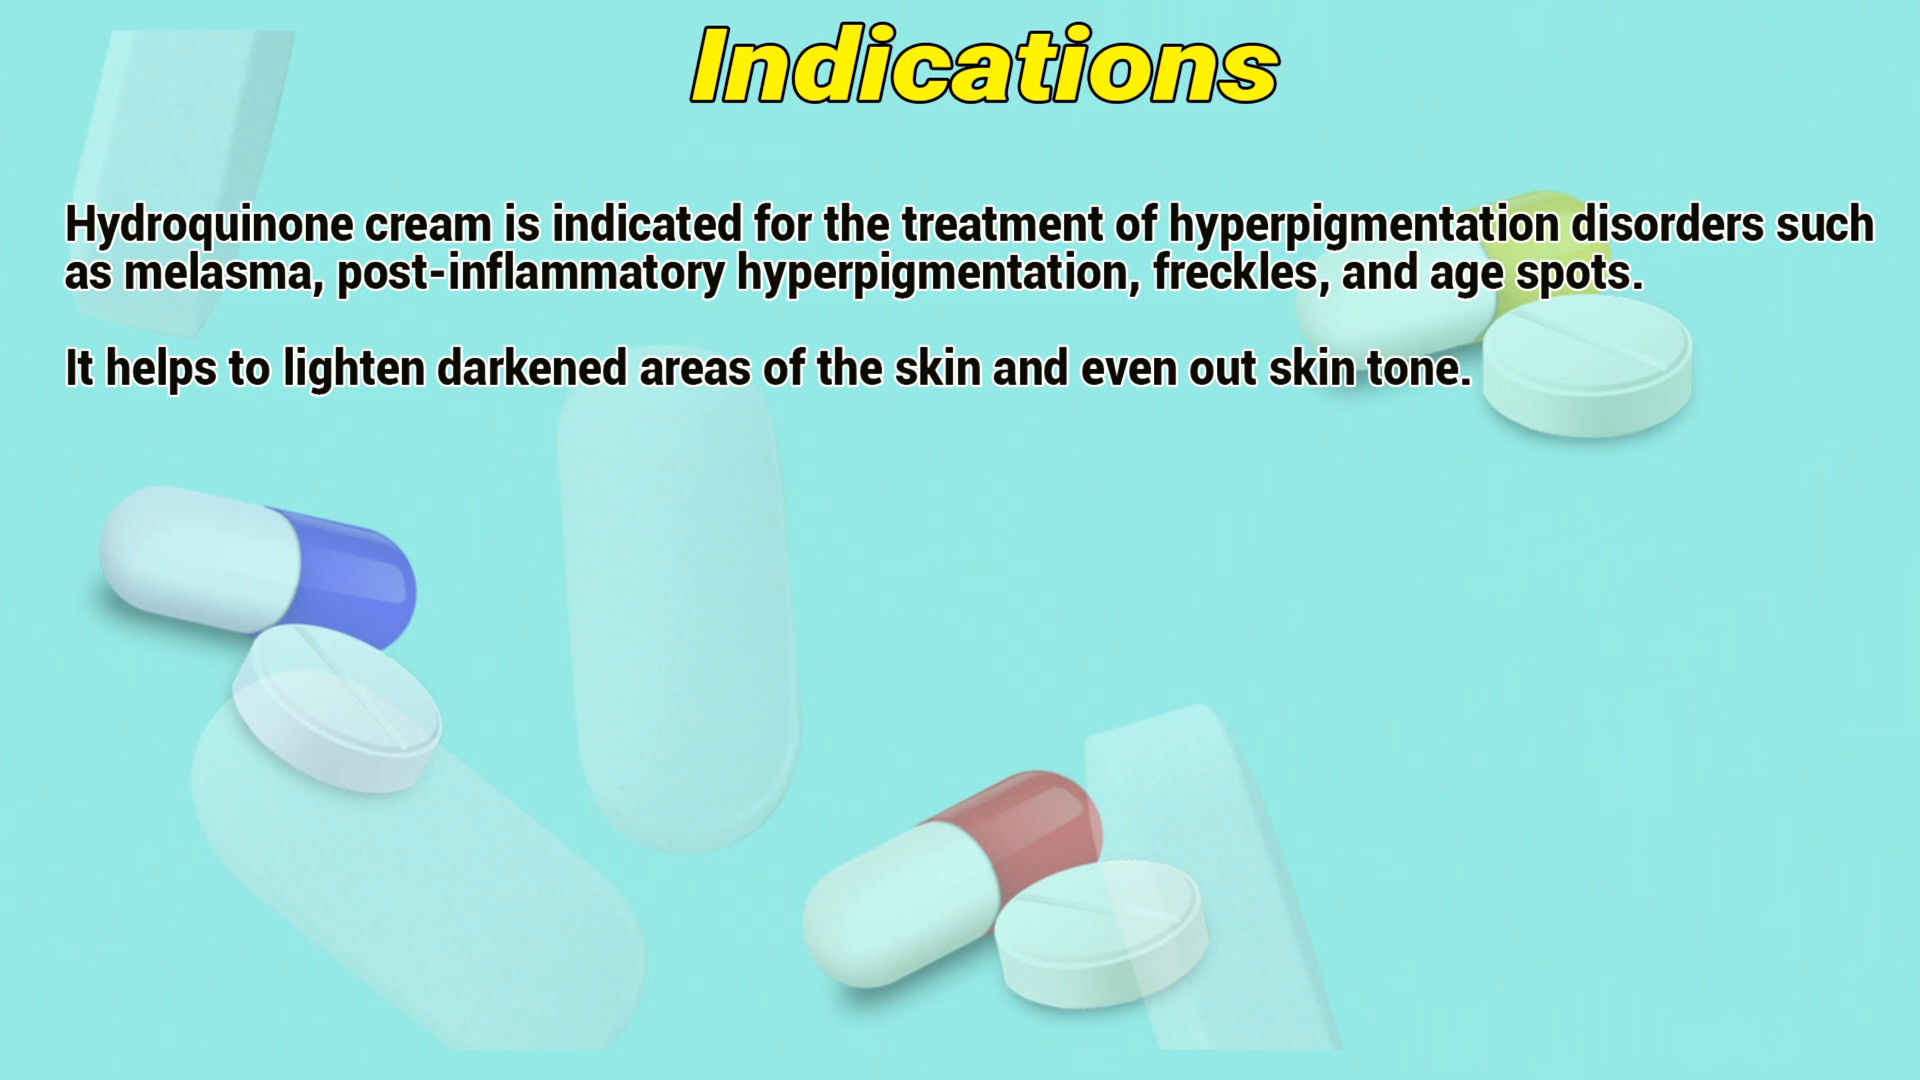 Indications
Hydroquinone cream is indicated for the treatment of hyperpigmentation disorders such
as melasma, post-inflammatory hyperpigmentation, freckles, and age spots.
It helps to lighten darkened areas of the skin and even out skin tone.